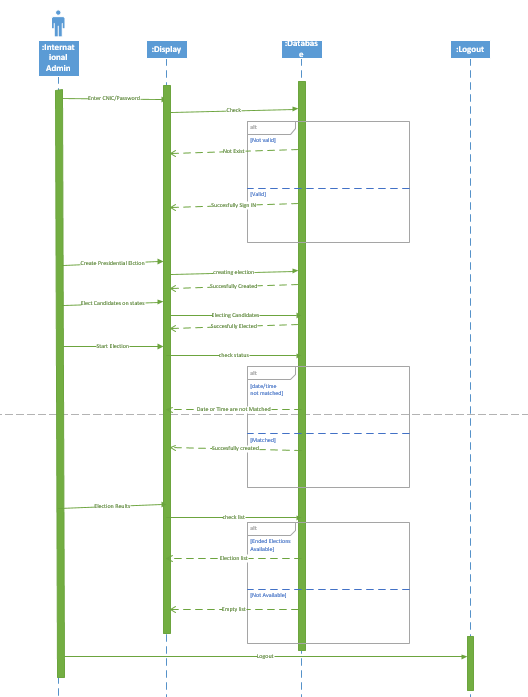 :Internat
ional
Admin
:Display
:Databas
e
:Logout
Enter CNIC/Password
Check
alt
[Not valid]
Not Exist
[Valid]
Succesfully Sign IN
Create Presidential Elction
creating election
Succesfully Created
Elect Candidates on states
Electing Candidates
Succesfully Elected
Start Election
check status
alt
[date/time
not matched]
Date or Time are not Matched
[Matched]
Succesfully created
Election Reults
check list
alt
[Ended Elections
Available]
Election list
[Not Available]
Empty list
Logout